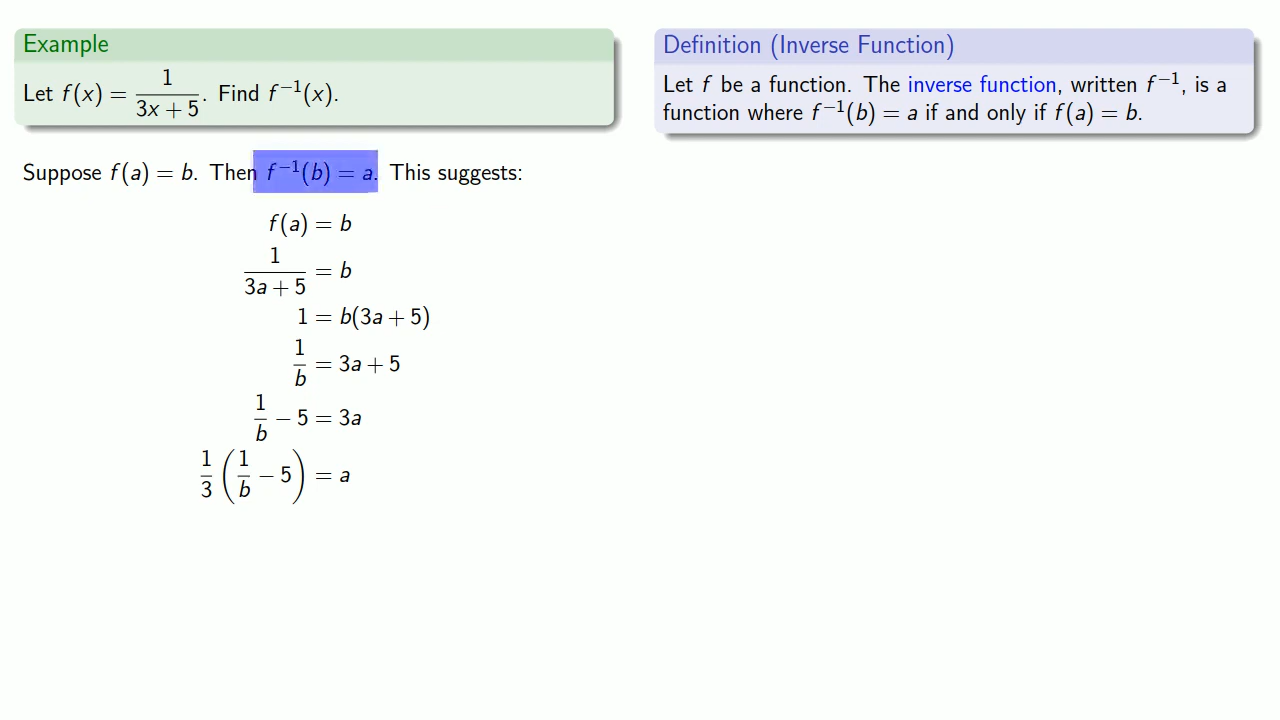 Example
Let f(x) = 1/(3x + 5). Find f⁻¹(x).
Suppose f(a) = b. Then f⁻¹(b) = a. This suggests:
f(a) = b
1/(3a + 5) = b
1 = b(3a + 5)
1/b = 3a + 5
1/b − 5 = 3a
1/3 (1/b − 5) = a
Definition (Inverse Function)
Let f be a function. The inverse function, written f⁻¹, is a
function where f⁻¹(b) = a if and only if f(a) = b.